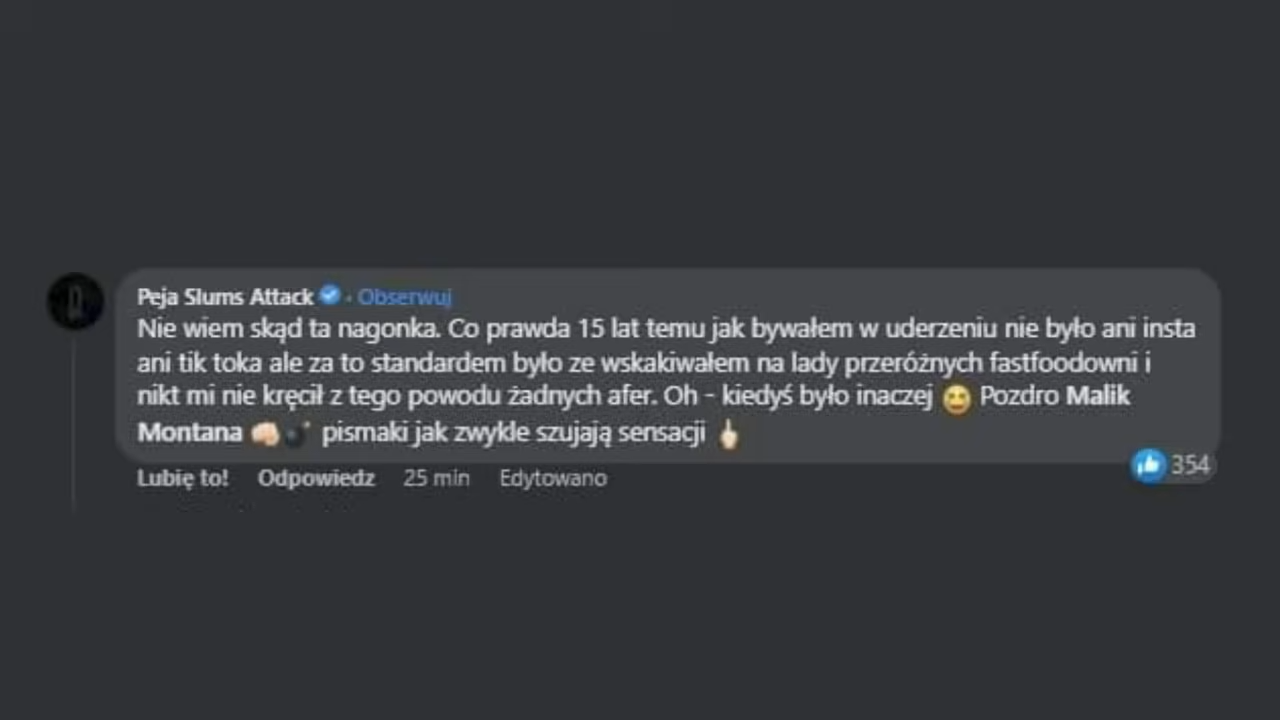 Peja Slums Attack · Obserwuj
Nie wiem skąd ta nagonka. Co prawda 15 lat temu jak bywałem w uderzeniu nie było ani insta
ani tik toka ale za to standardem było ze wskakiwałem na lady przeróżnych fastfoodowni i
nikt mi nie kręcił z tego powodu żadnych afer. Oh - kiedyś było inaczej 😄 Pozdro Malik
Montana 👊🏻💣 pismaki jak zwykle szujają sensacji 🖕🏻
Lubię to! Odpowiedz 25 min Edytowano
354